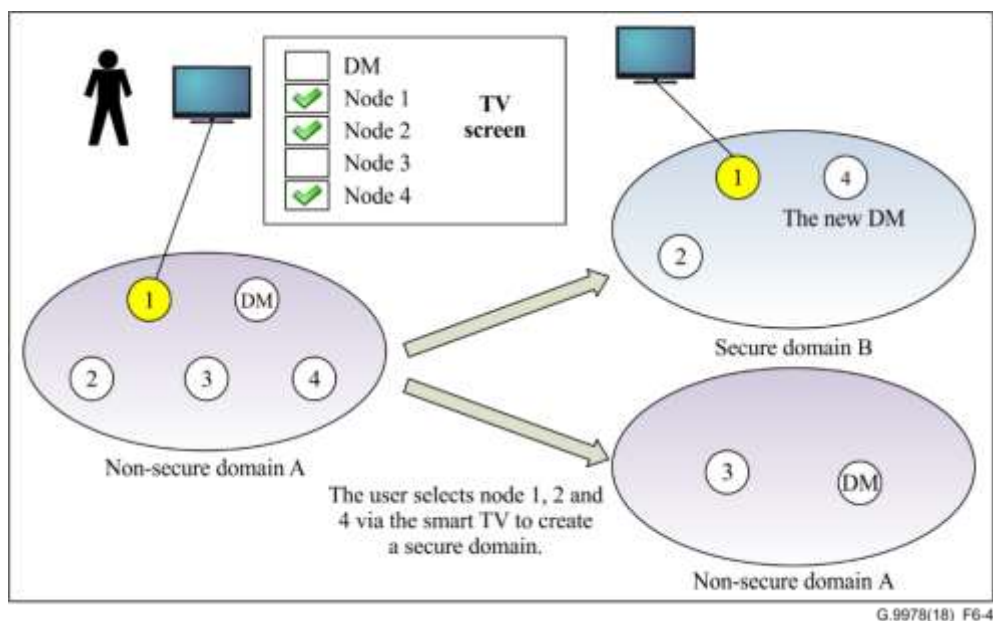 DM
Node 1
Node 2
Node 3
Node 4
TV
screen
1
4
The new DM
2
Secure domain B
1
DM
2
3
4
Non-secure domain A
3
DM
Non-secure domain A
The user selects node 1, 2 and
4 via the smart TV to create
a secure domain.
G.9978(18)_F6-4